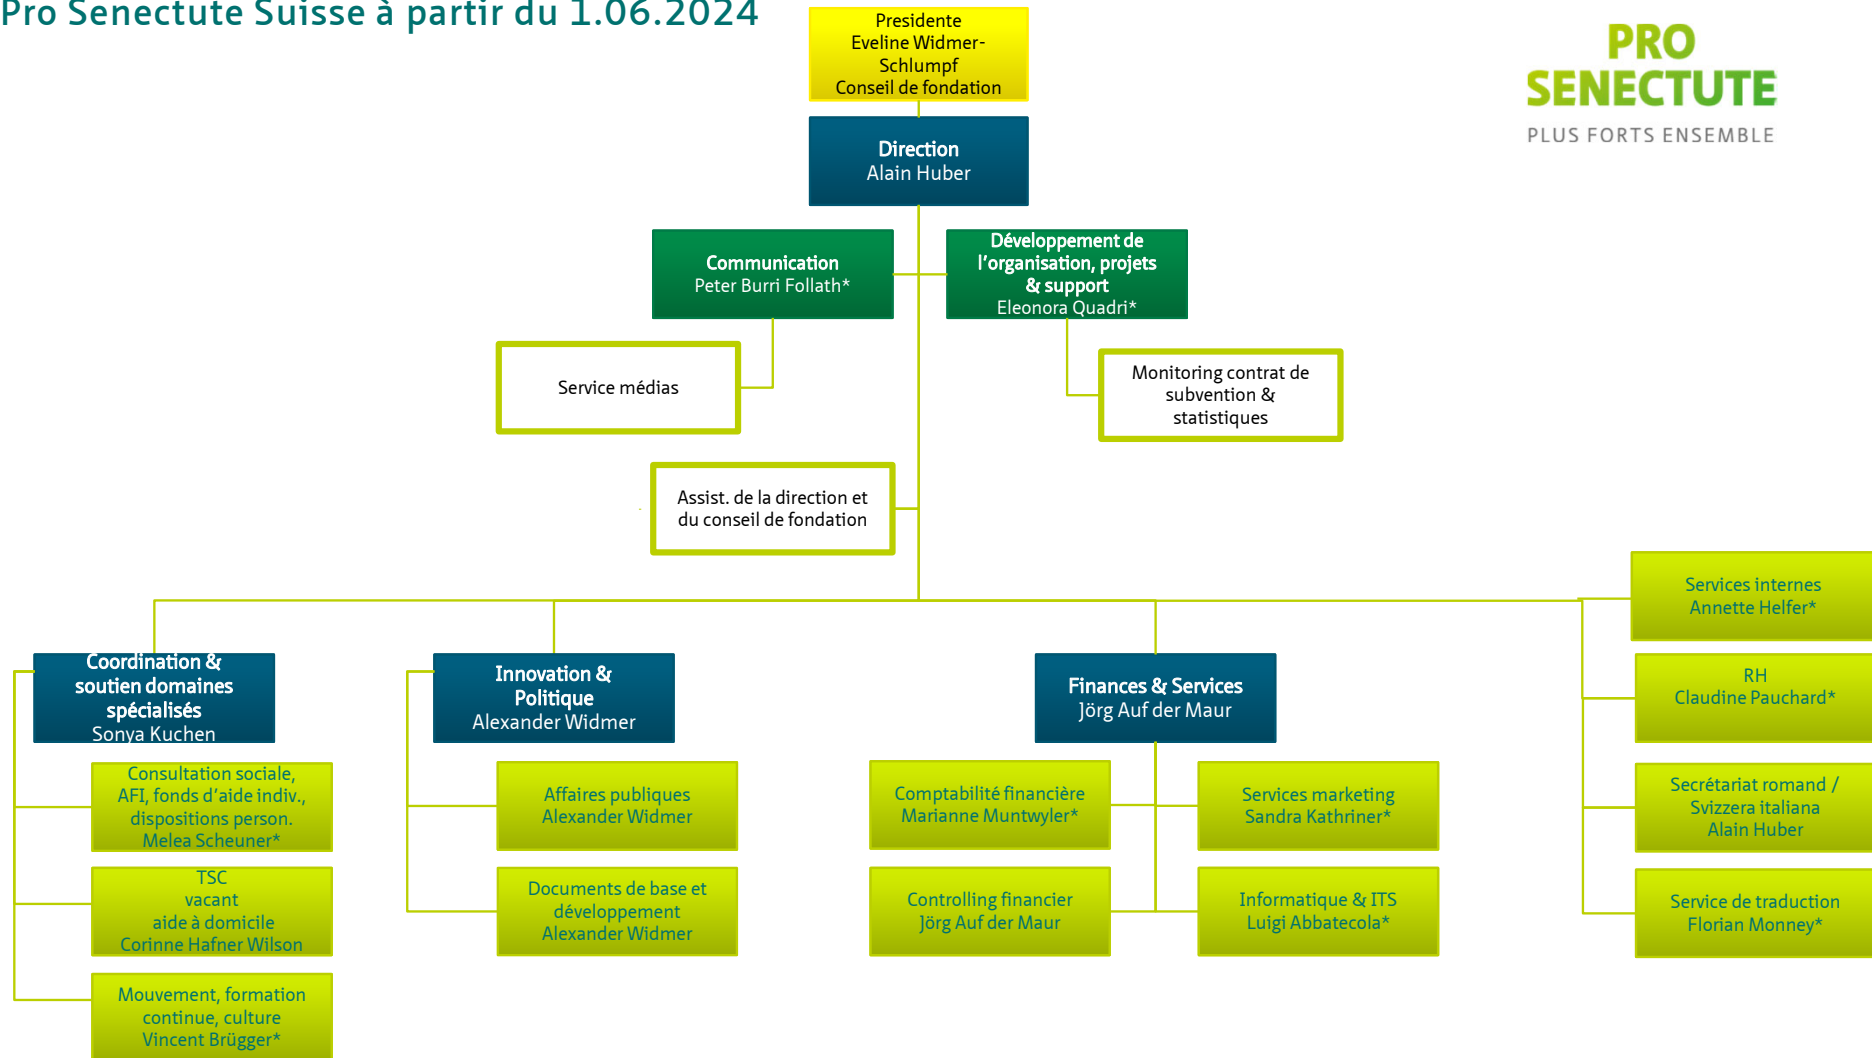 Pro Senectute Suisse à partir du 1.06.2024
Presidente
Eveline Widmer-
Schlumpf
Conseil de fondation
PRO
SENECTUTE
PLUS FORTS ENSEMBLE
Direction
Alain Huber
Communication
Peter Burri Follath*
Développement de
l'organisation, projets
& support
Eleonora Quadri*
Service médias
Monitoring contrat de
subvention &
statistiques
Assist. de la direction et
du conseil de fondation
Services internes
Annette Helfer*
Coordination &
soutien domaines
spécialisés
Sonya Kuchen
Innovation &
Politique
Alexander Widmer
Finances & Services
Jörg Auf der Maur
RH
Claudine Pauchard*
Consultation sociale,
AFI, fonds d'aide indiv.,
dispositions person.
Melea Scheuner*
Affaires publiques
Alexander Widmer
Comptabilité financière
Marianne Muntwyler*
Services marketing
Sandra Kathriner*
Secrétariat romand /
Svizzera italiana
Alain Huber
TSC
vacant
aide à domicile
Corinne Hafner Wilson
Documents de base et
développement
Alexander Widmer
Controlling financier
Jörg Auf der Maur
Informatique & ITS
Luigi Abbatecola*
Service de traduction
Florian Monney*
Mouvement, formation
continue, culture
Vincent Brügger*